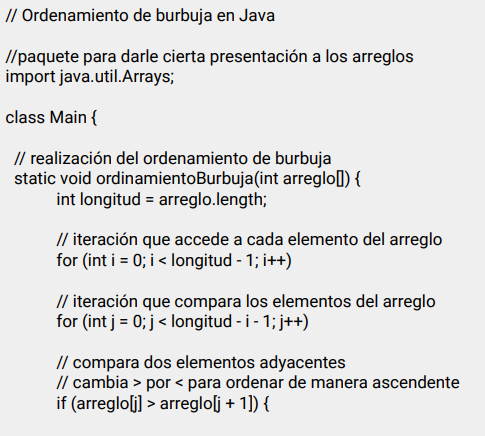 // Ordenamiento de burbuja en Java
//paquete para darle cierta presentación a los arreglos
import java.util.Arrays;
class Main {
// realización del ordenamiento de burbuja
static void ordinamientoBurbuja(int arreglo[]) {
int longitud = arreglo.length;
// iteración que accede a cada elemento del arreglo
for (int i = 0; i < longitud - 1; i++)
// iteración que compara los elementos del arreglo
for (int j = 0; j < longitud - i - 1; j++)
// compara dos elementos adyacentes
// cambia > por < para ordenar de manera ascendente
if (arreglo[j] > arreglo[j + 1]) {